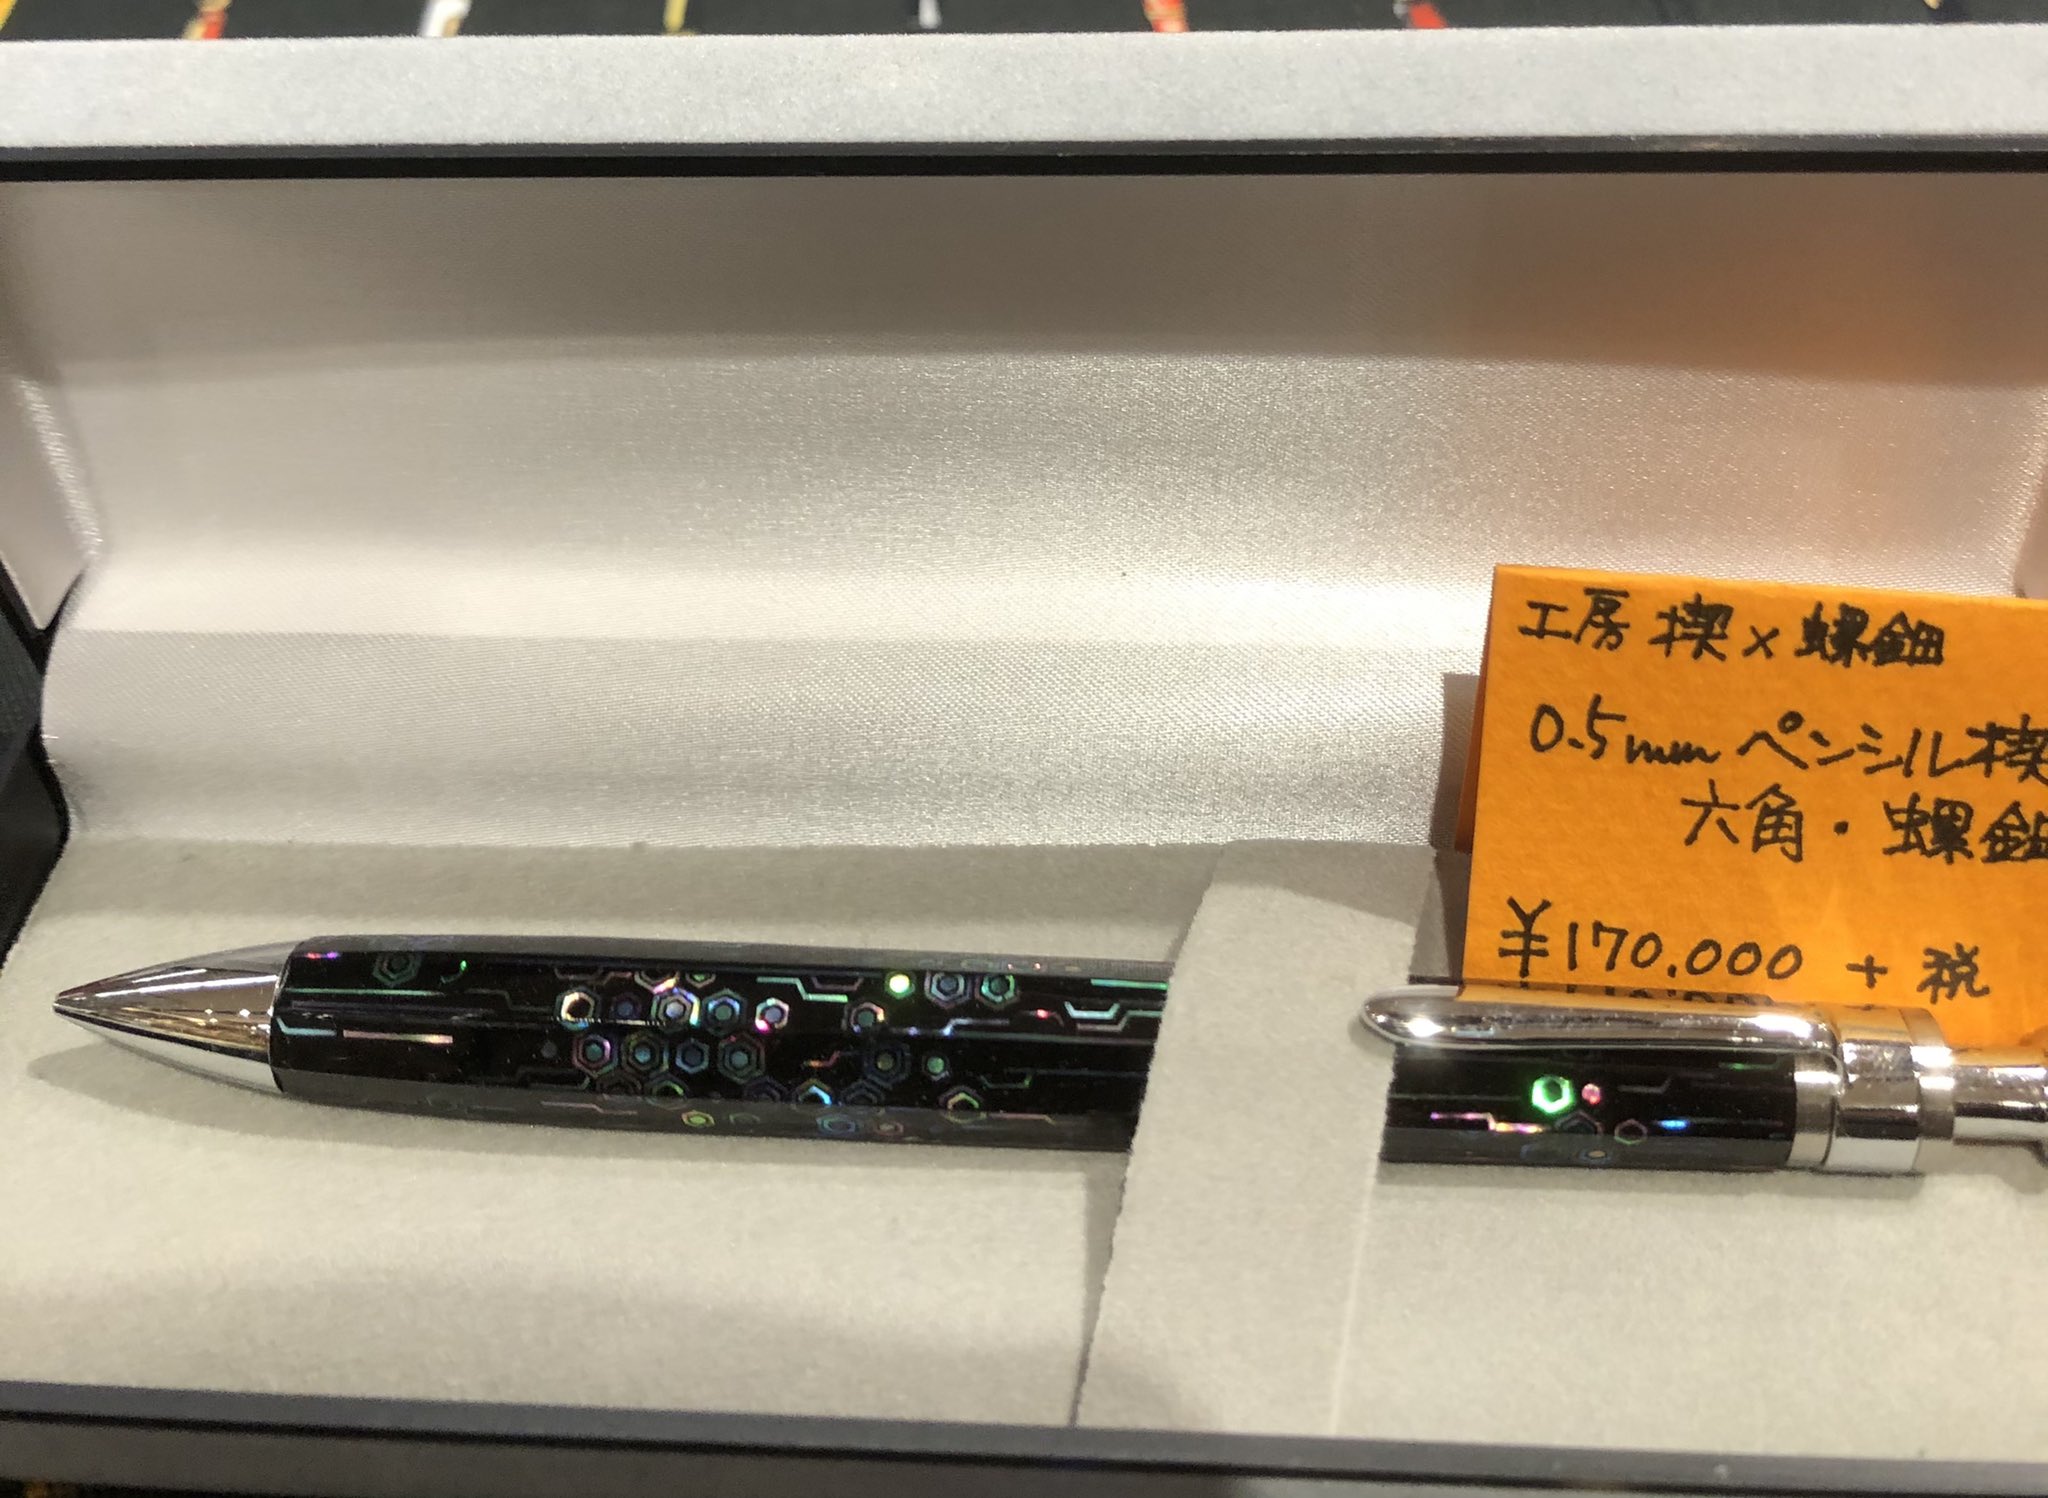 工房 楔 × 螺鈿
0.5mm ペンシル楔
六角・螺鈿
¥170.000 + 税